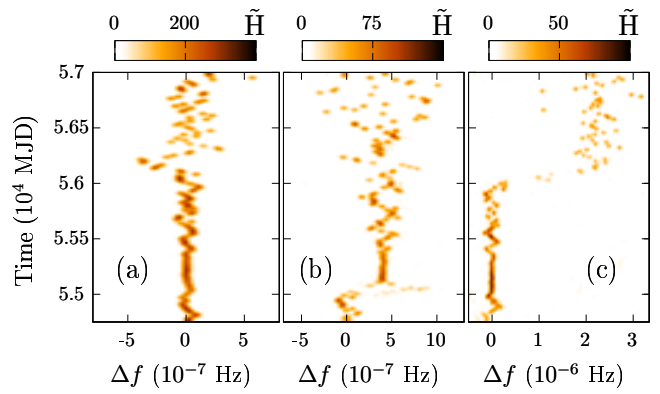 0 200 H̃ 0 75 H̃ 0 50 H̃
5.7
5.65
5.6
5.55
5.5
Time (10⁴ MJD)
(a) (b) (c)
-5 0 5 -5 0 5 10 0 1 2 3
Δf (10⁻⁷ Hz) Δf (10⁻⁷ Hz) Δf (10⁻⁶ Hz)